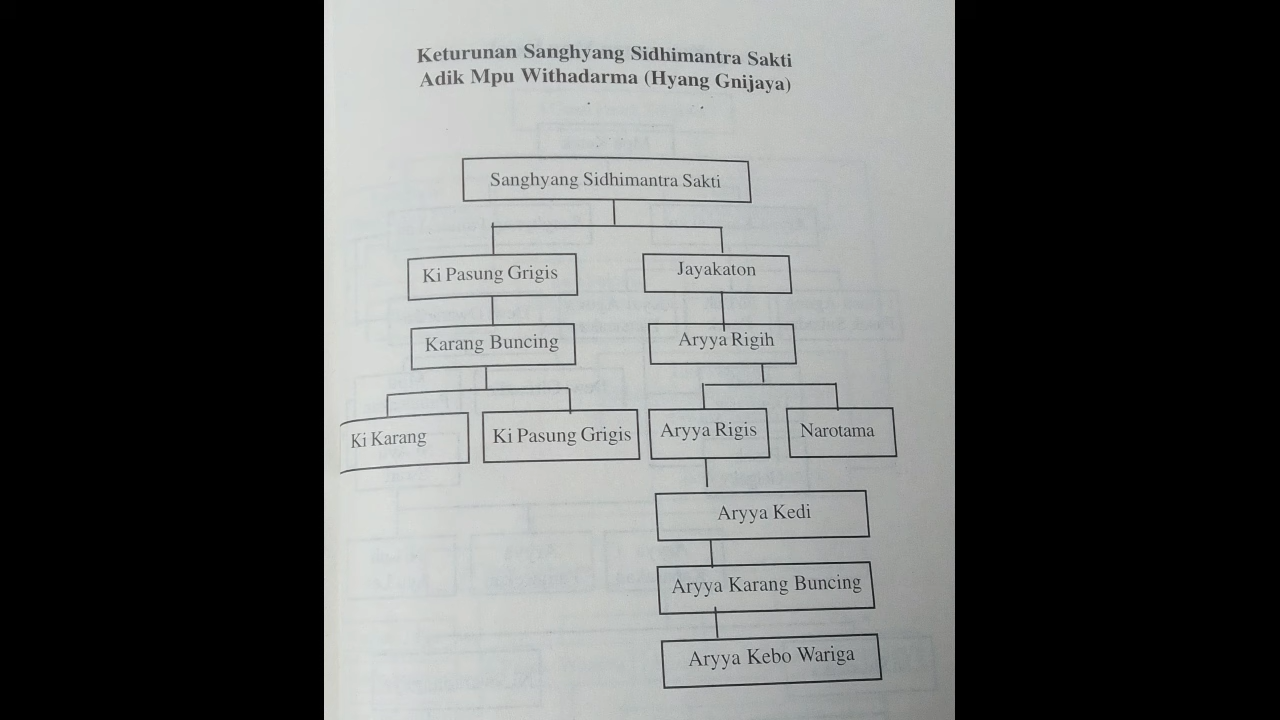 Keturunan Sanghyang Sidhimantra Sakti
Adik Mpu Withadarma (Hyang Gnijaya)
Sanghyang Sidhimantra Sakti
Ki Pasung Grigis
Jayakaton
Karang Buncing
Aryya Rigih
Ki Karang
Ki Pasung Grigis
Aryya Rigis
Narotama
Aryya Kedi
Aryya Karang Buncing
Aryya Kebo Wariga